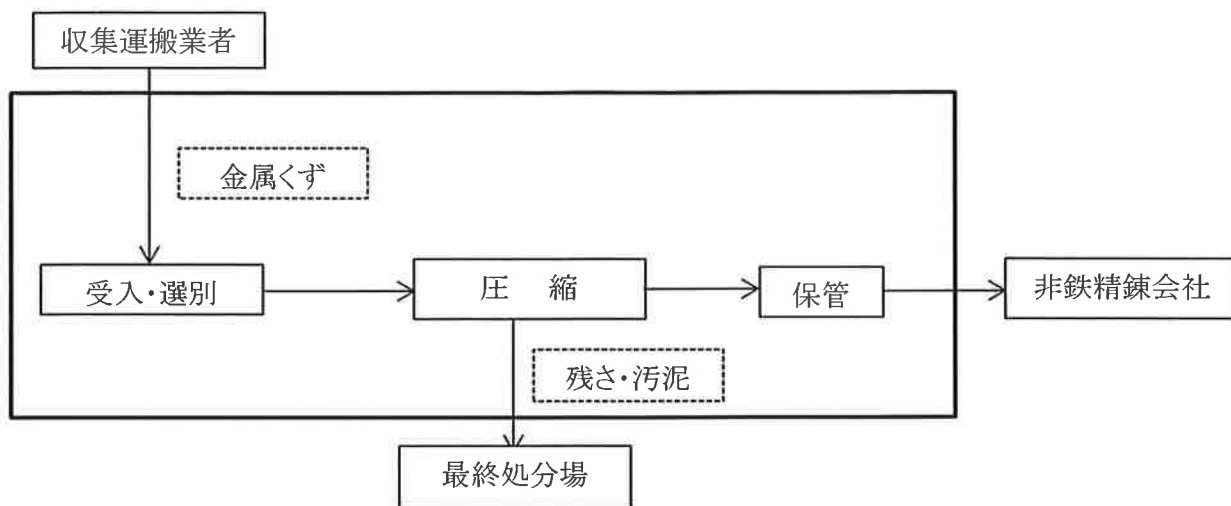 収集運搬業者
金属くず
受入・選別
圧 縮
保管
非鉄精錬会社
残さ・汚泥
最終処分場